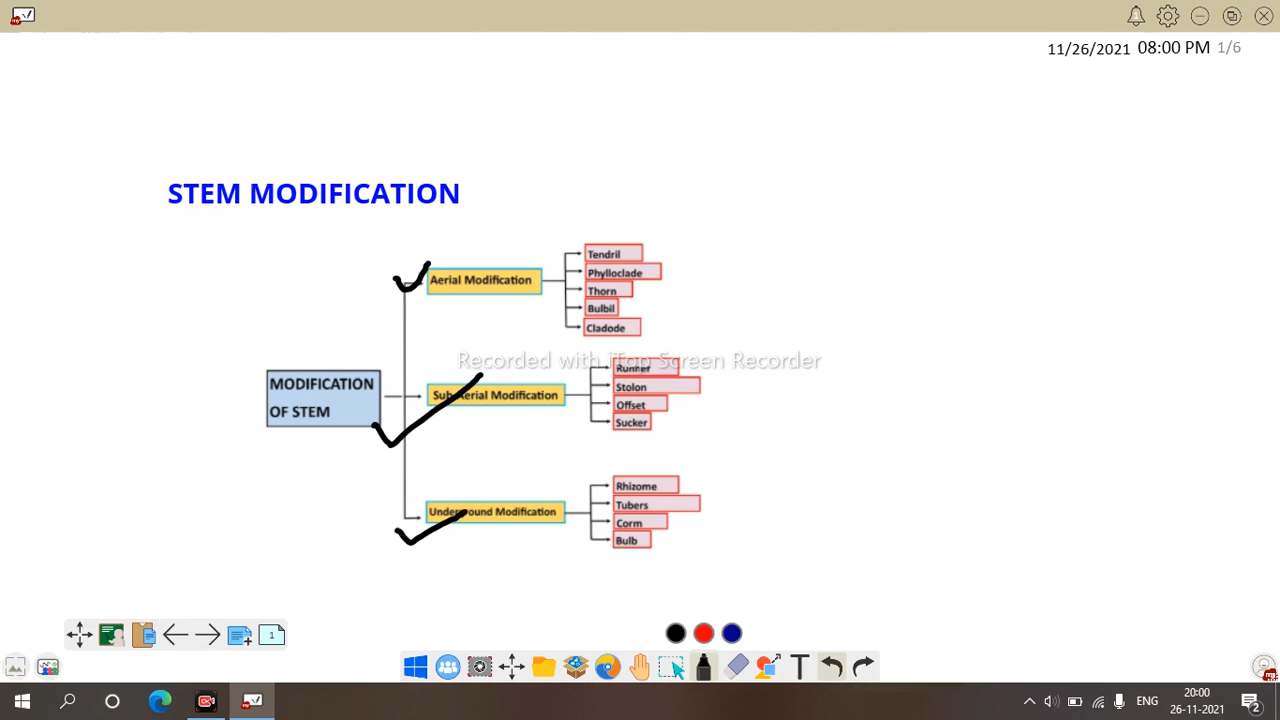 11/26/2021 08:00 PM 1/6
STEM MODIFICATION
Tendril
Phylloclade
Aerial Modification
Thorn
Bulbil
Cladode
Recorded with iTop Screen Recorder
Runner
MODIFICATION
OF STEM
Stolon
Sub Aerial Modification
Offset
Sucker
Rhizome
Tubers
Underground Modification
Corm
Bulb
1
T
ENG
20:00
26-11-2021
2